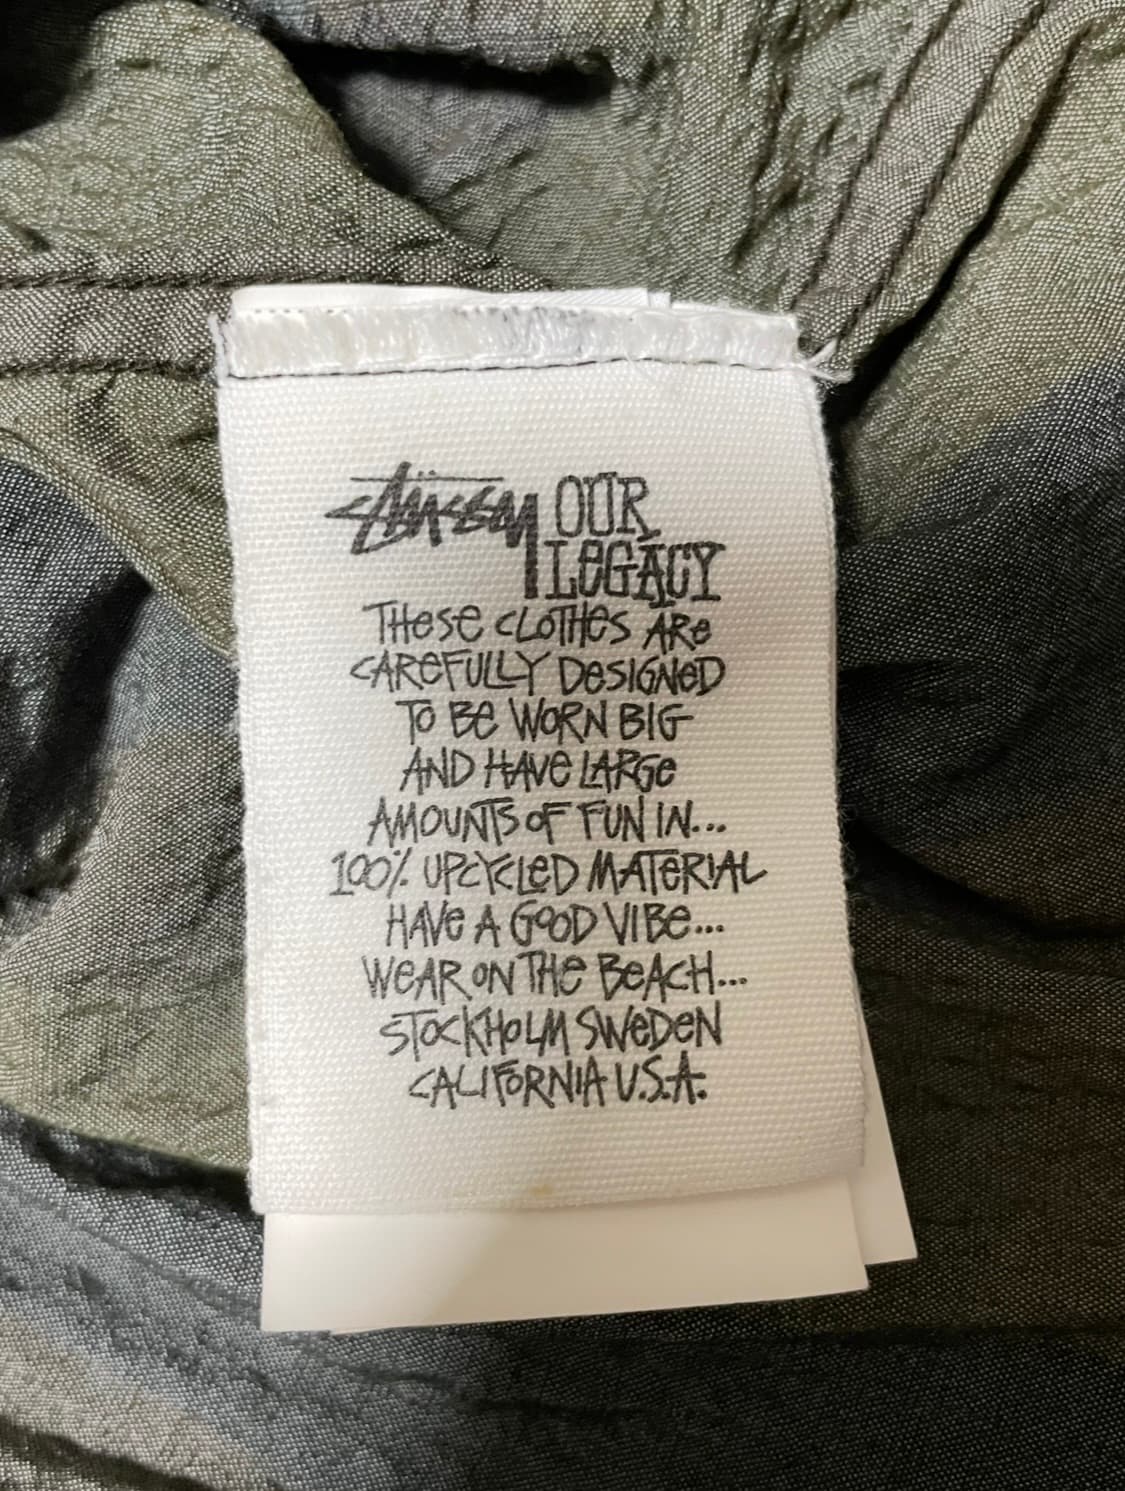 STÜSSY OUR
LEGACY
THESE CLOTHES ARE
CAREFULLY DESIGNED
TO BE WORN BIG
AND HAVE LARGE
AMOUNTS OF FUN IN...
100% UPCYCLED MATERIAL
HAVE A GOOD VIBE...
WEAR ON THE BEACH...
STOCKHOLM SWEDEN
CALIFORNIA U.S.A.